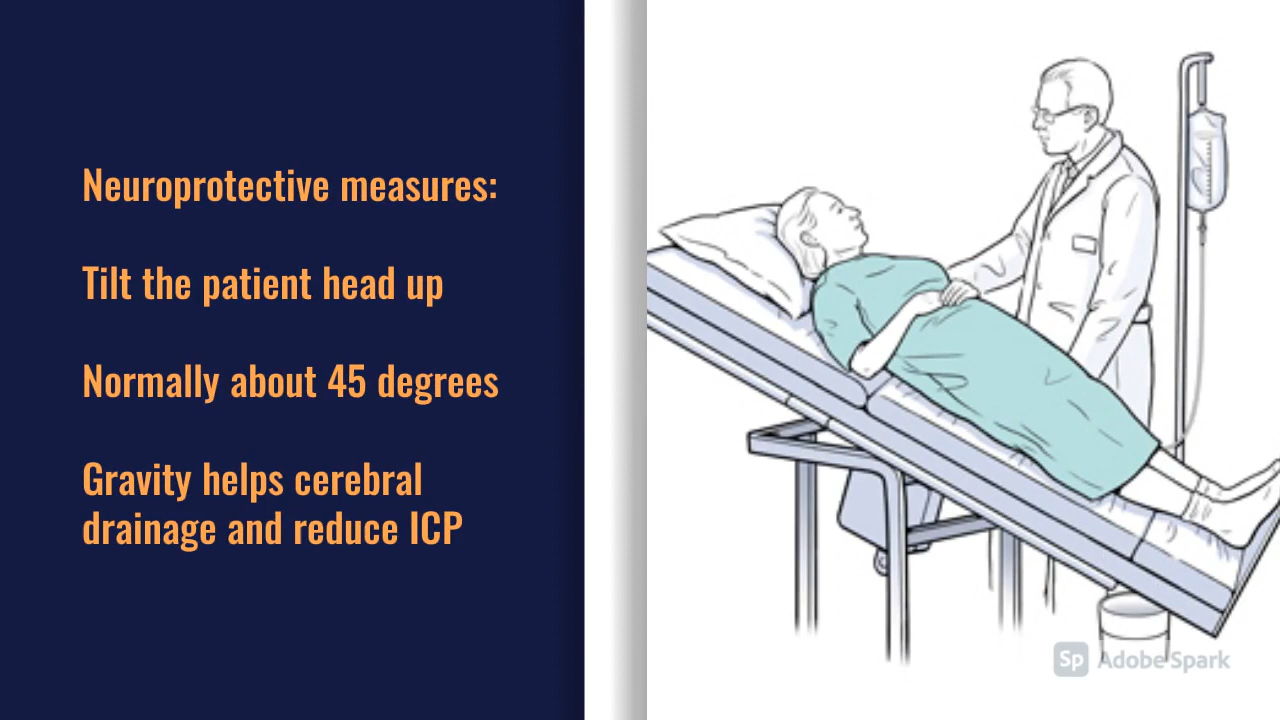 Neuroprotective measures:
Tilt the patient head up
Normally about 45 degrees
Gravity helps cerebral
drainage and reduce ICP
Sp Adobe Spark